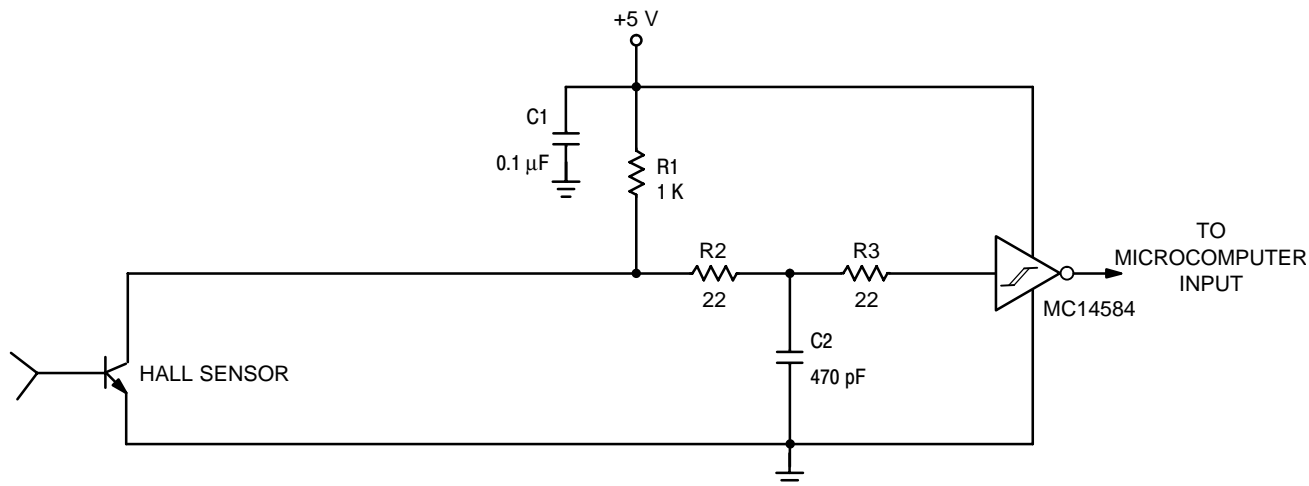 +5 V
C1
0.1 μF
R1
1 K
TO
MICROCOMPUTER
INPUT
R2
22
R3
22
MC14584
C2
470 pF
HALL SENSOR